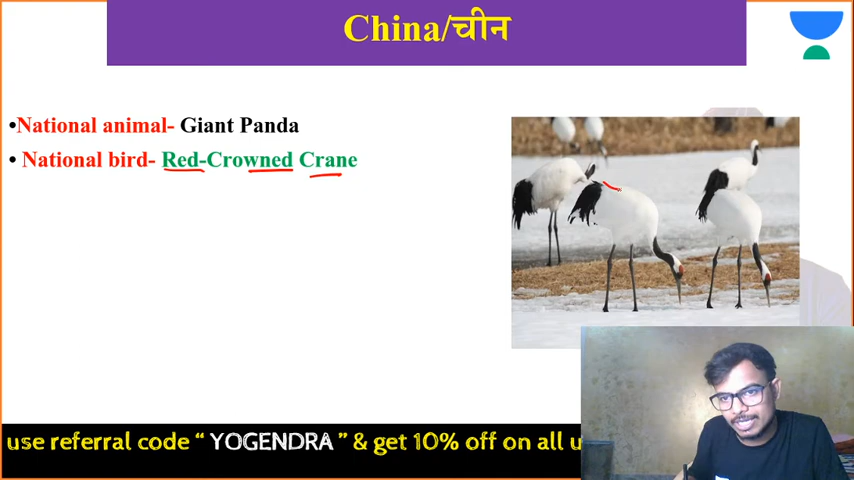 China/चीन
•National animal- Giant Panda
• National bird- Red-Crowned Crane
use referral code “ YOGENDRA ” & get 10% off on all u